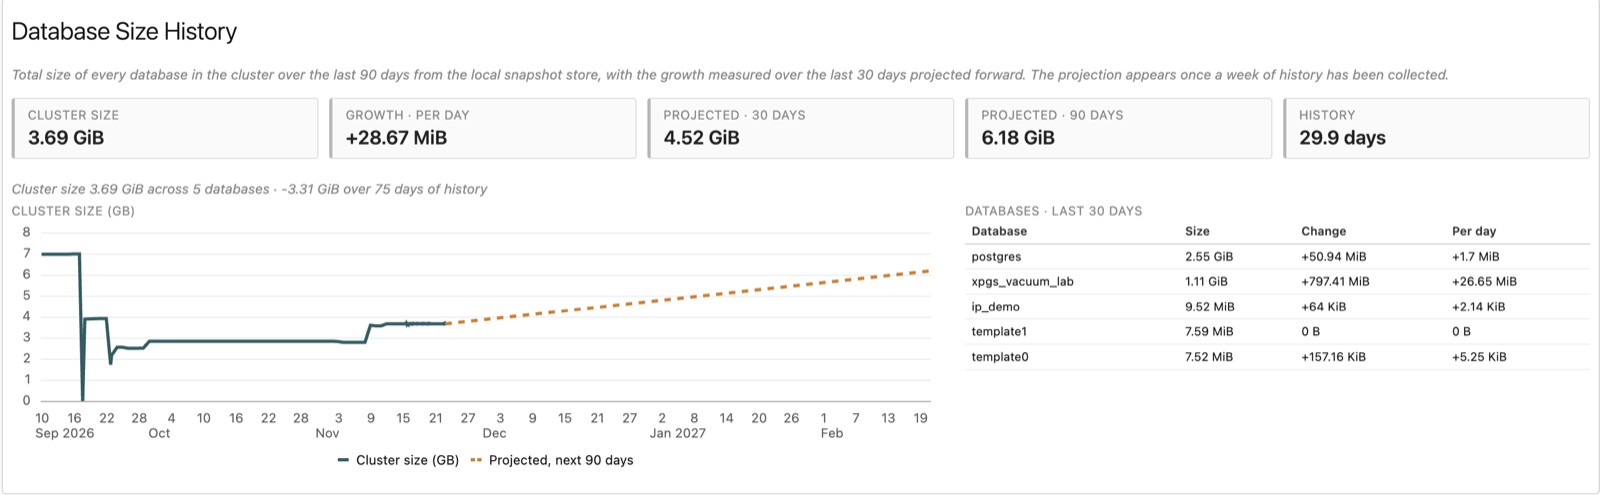 Database Size History
Total size of every database in the cluster over the last 90 days from the local snapshot store, with the growth measured over the last 30 days projected forward. The projection appears once a week of history has been collected.
CLUSTER SIZE
3.69 GiB
GROWTH · PER DAY
+28.67 MiB
PROJECTED · 30 DAYS
4.52 GiB
PROJECTED · 90 DAYS
6.18 GiB
HISTORY
29.9 days
Cluster size 3.69 GiB across 5 databases · -3.31 GiB over 75 days of history
CLUSTER SIZE (GB)
8
7
6
5
4
3
2
1
0
10 16 22 28 4 10 16 22 28 3 9 15 21 27 3 9 15 21 27 2 8 14 20 26 1 7 13 19
Sep 2026 Oct Nov Dec Jan 2027 Feb
Cluster size (GB) Projected, next 90 days
DATABASES · LAST 30 DAYS
Database Size Change Per day
postgres 2.55 GiB +50.94 MiB +1.7 MiB
xpgs_vacuum_lab 1.11 GiB +797.41 MiB +26.65 MiB
ip_demo 9.52 MiB +64 KiB +2.14 KiB
template1 7.59 MiB 0 B 0 B
template0 7.52 MiB +157.16 KiB +5.25 KiB